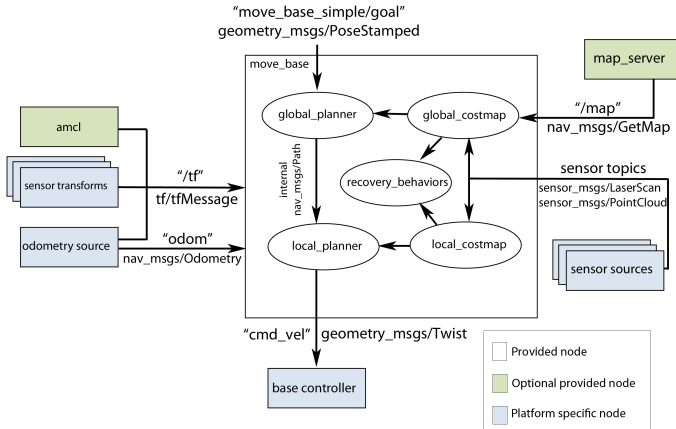 “move_base_simple/goal”
geometry_msgs/PoseStamped
move_base
map_server
global_planner
global_costmap
“/map”
nav_msgs/GetMap
amcl
sensor transforms
“/tf”
tf/tfMessage
internal
nav_msgs/Path
recovery_behaviors
sensor topics
sensor_msgs/LaserScan
sensor_msgs/PointCloud
odometry source
“odom”
nav_msgs/Odometry
local_planner
local_costmap
sensor sources
“cmd_vel”
geometry_msgs/Twist
base controller
Provided node
Optional provided node
Platform specific node